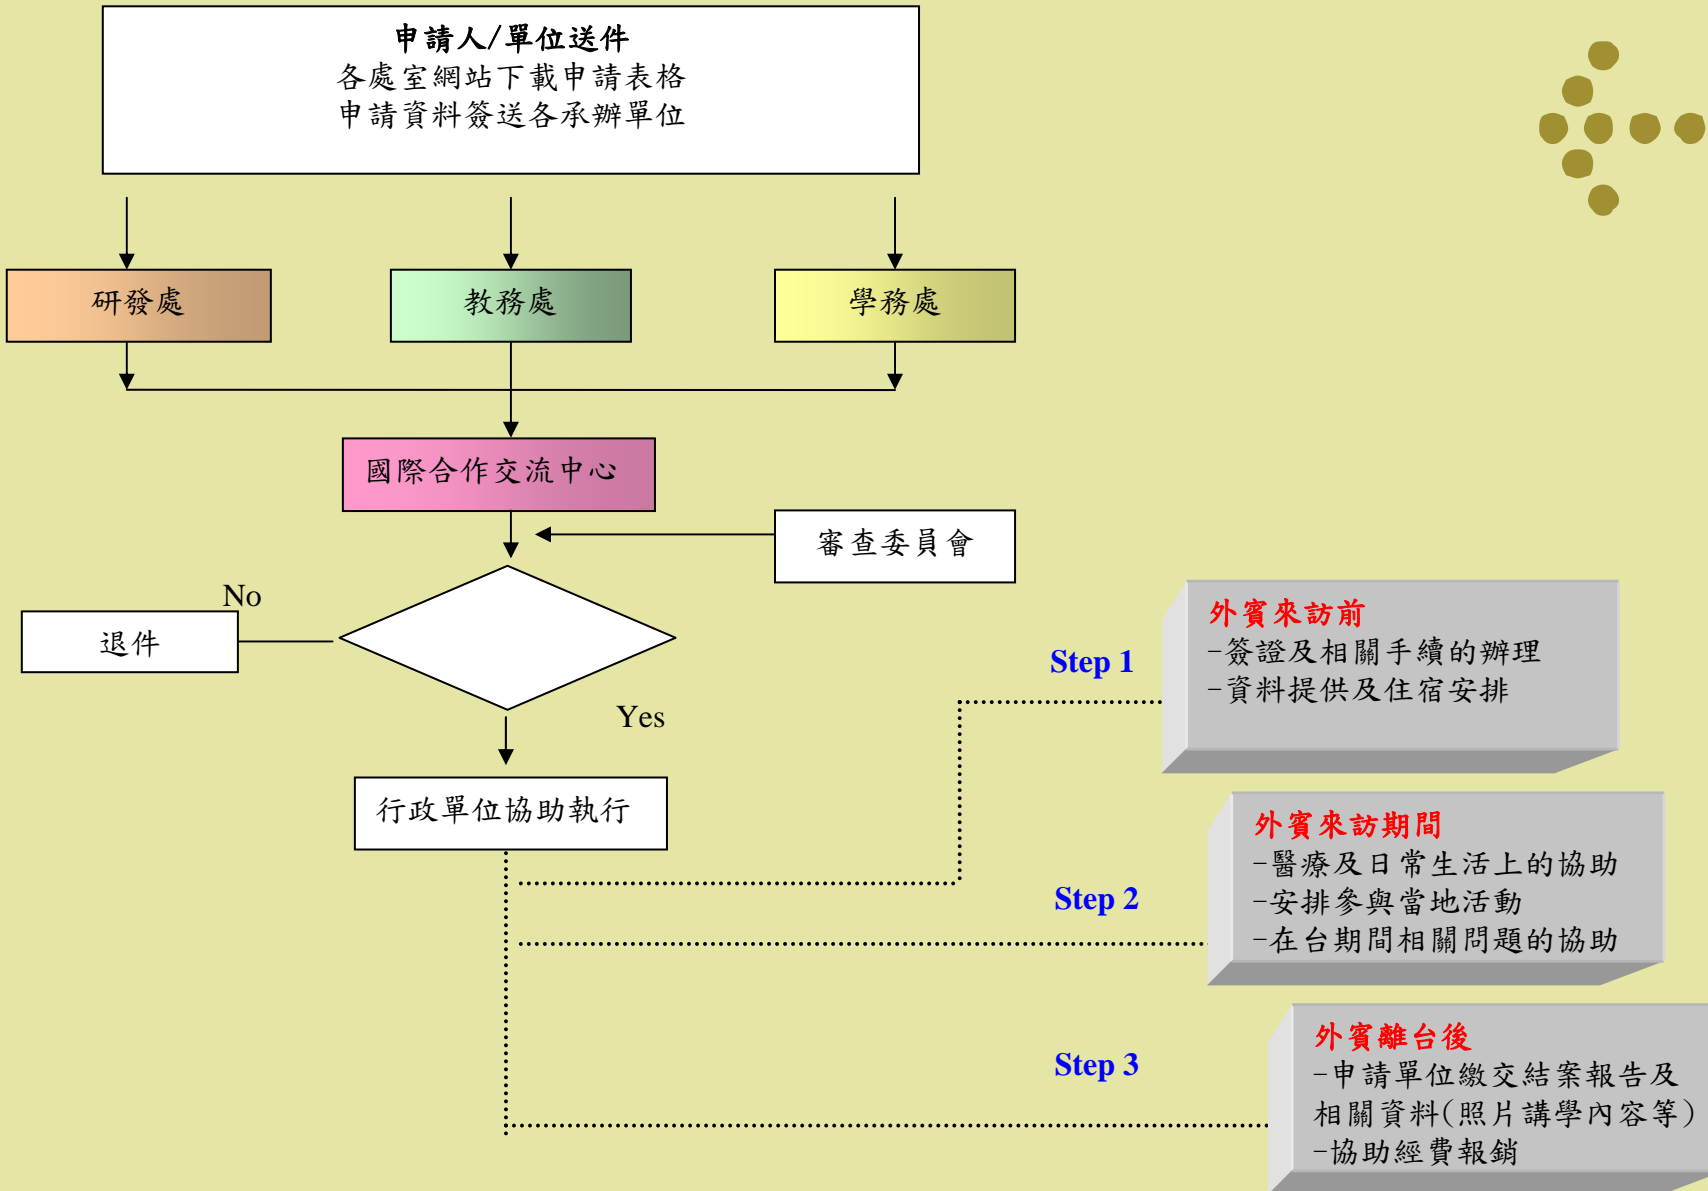 申請人/單位送件
各處室網站下載申請表格
申請資料簽送各承辦單位
研發處
教務處
學務處
國際合作交流中心
審查委員會
No
退件
Yes
行政單位協助執行
Step 1
外賓來訪前
-簽證及相關手續的辦理
-資料提供及住宿安排
Step 2
外賓來訪期間
-醫療及日常生活上的協助
-安排參與當地活動
-在台期間相關問題的協助
Step 3
外賓離台後
-申請單位繳交結案報告及
相關資料(照片講學內容等)
-協助經費報銷